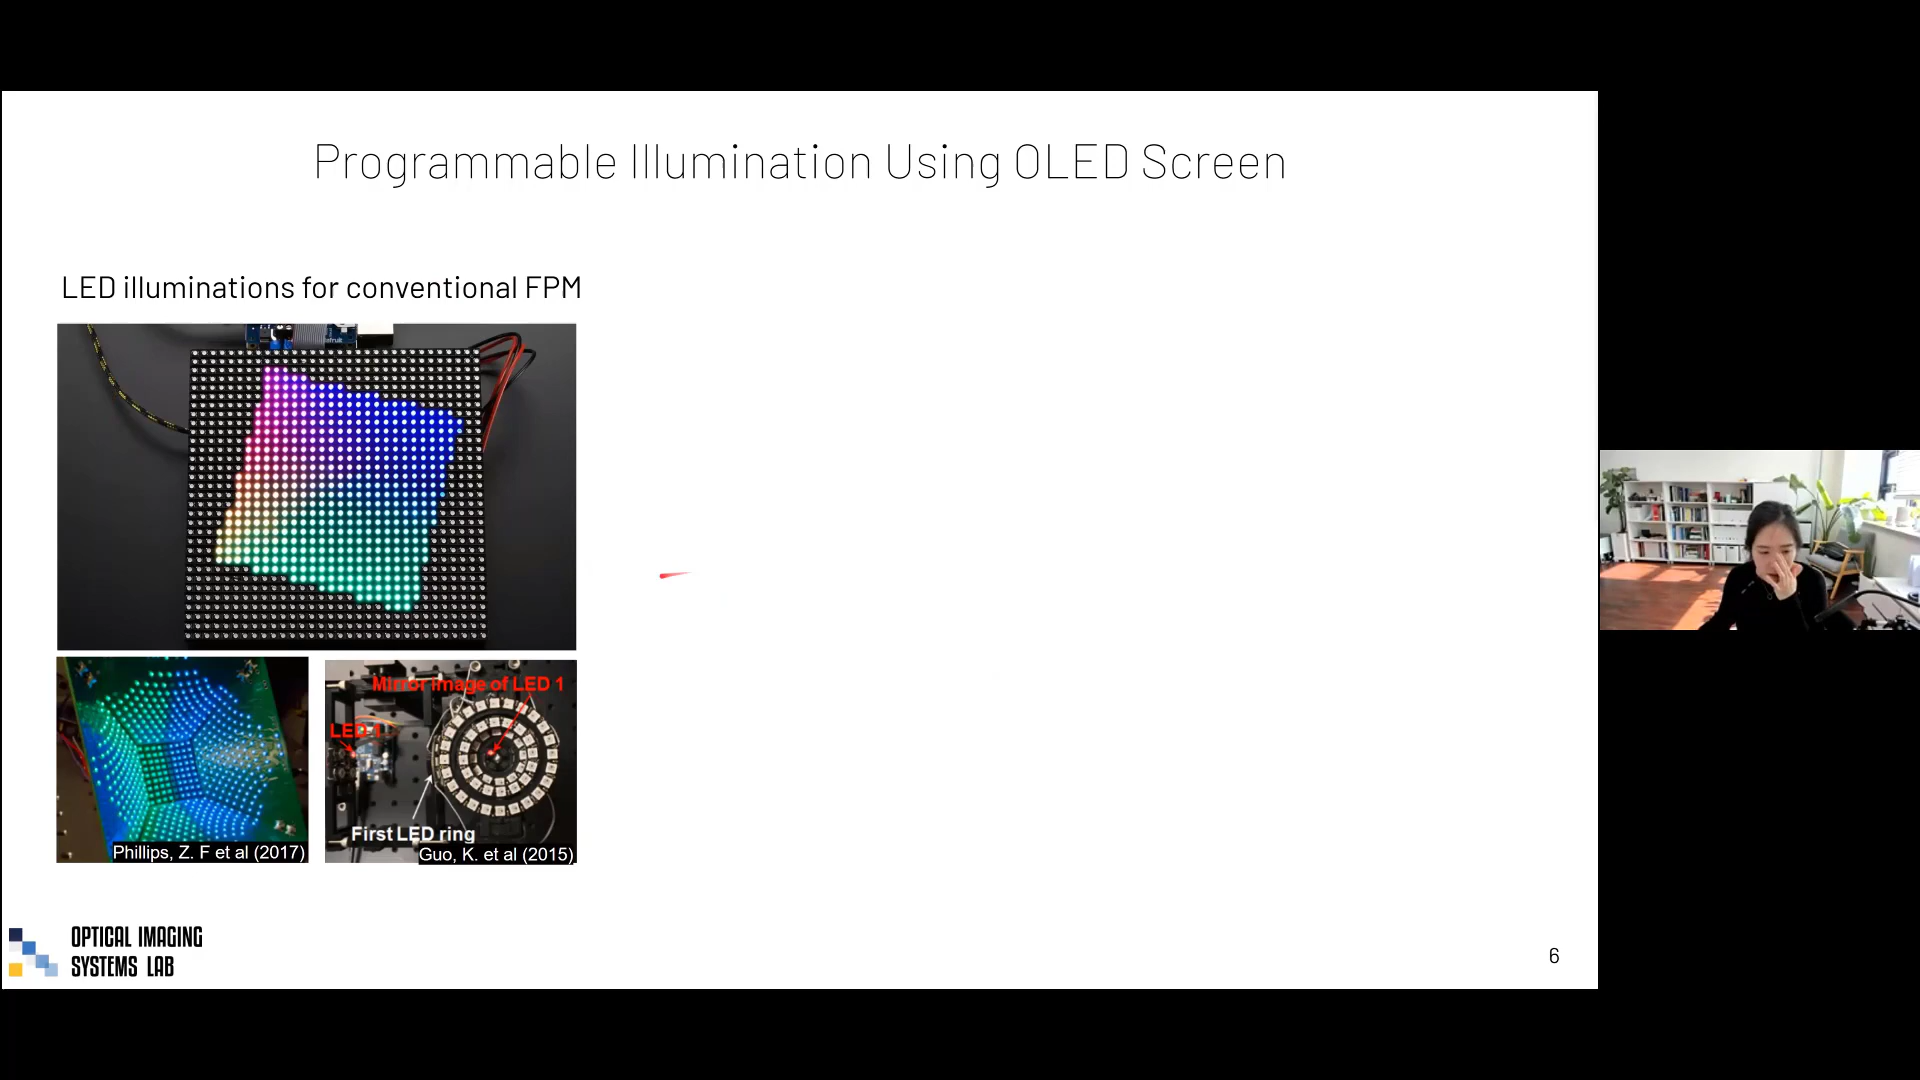 Programmable Illumination Using OLED Screen
LED illuminations for conventional FPM
Mirror image of LED 1
LED 1
First LED ring
Phillips, Z. F et al (2017)
Guo, K. et al (2015)
OPTICAL IMAGING
SYSTEMS LAB
6